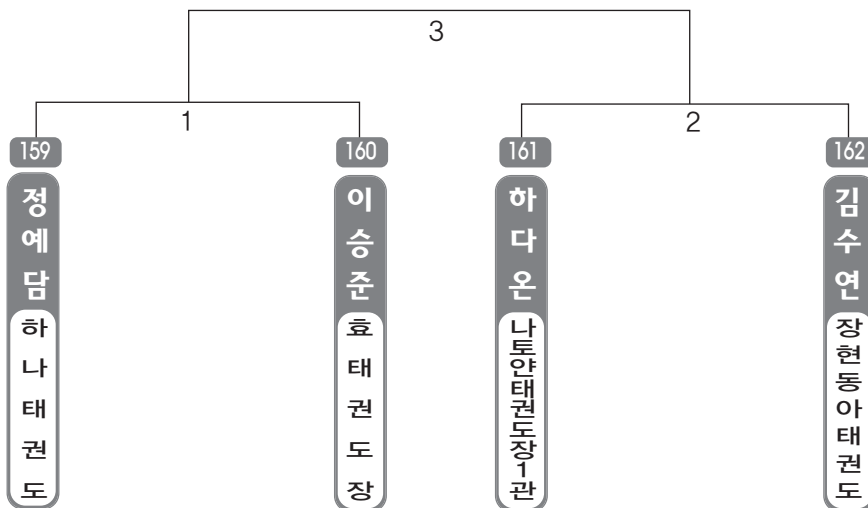 3
1
2
159
160
161
162
정예담
이승준
하다온
김수연
하나태권도
효태권도장
나토얀태권도장1관
장현동아태권도